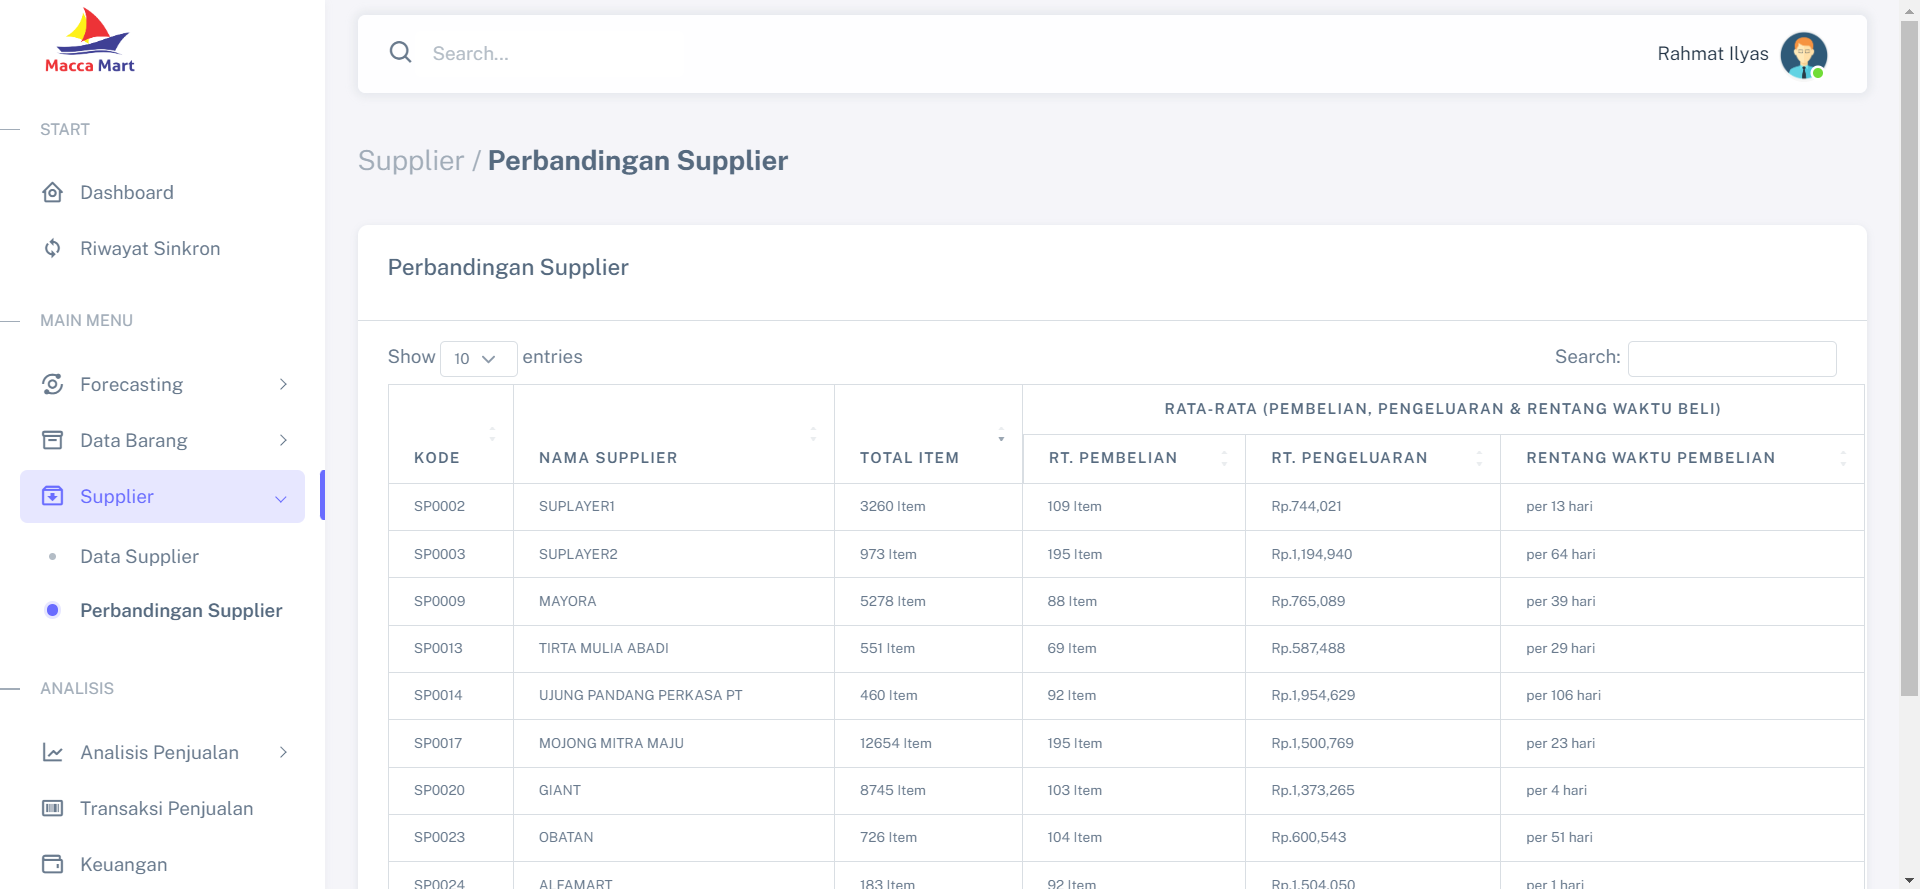 Macca Mart
START
Dashboard
Riwayat Sinkron
MAIN MENU
Forecasting
Data Barang
Supplier
Data Supplier
Perbandingan Supplier
ANALISIS
Analisis Penjualan
Transaksi Penjualan
Keuangan
Search...
Rahmat Ilyas
Supplier / Perbandingan Supplier
Perbandingan Supplier
Show 10 entries
Search:
RATA-RATA (PEMBELIAN, PENGELUARAN & RENTANG WAKTU BELI)
KODE NAMA SUPPLIER TOTAL ITEM RT. PEMBELIAN RT. PENGELUARAN RENTANG WAKTU PEMBELIAN
SP0002 SUPLAYER1 3260 Item 109 Item Rp.744,021 per 13 hari
SP0003 SUPLAYER2 973 Item 195 Item Rp.1,194,940 per 64 hari
SP0009 MAYORA 5278 Item 88 Item Rp.765,089 per 39 hari
SP0013 TIRTA MULIA ABADI 551 Item 69 Item Rp.587,488 per 29 hari
SP0014 UJUNG PANDANG PERKASA PT 460 Item 92 Item Rp.1,954,629 per 106 hari
SP0017 MOJONG MITRA MAJU 12654 Item 195 Item Rp.1,500,769 per 23 hari
SP0020 GIANT 8745 Item 103 Item Rp.1,373,265 per 4 hari
SP0023 OBATAN 726 Item 104 Item Rp.600,543 per 51 hari
SP0024 ALFAMART 183 Item 92 Item Rp.1,504,050 per 1 hari